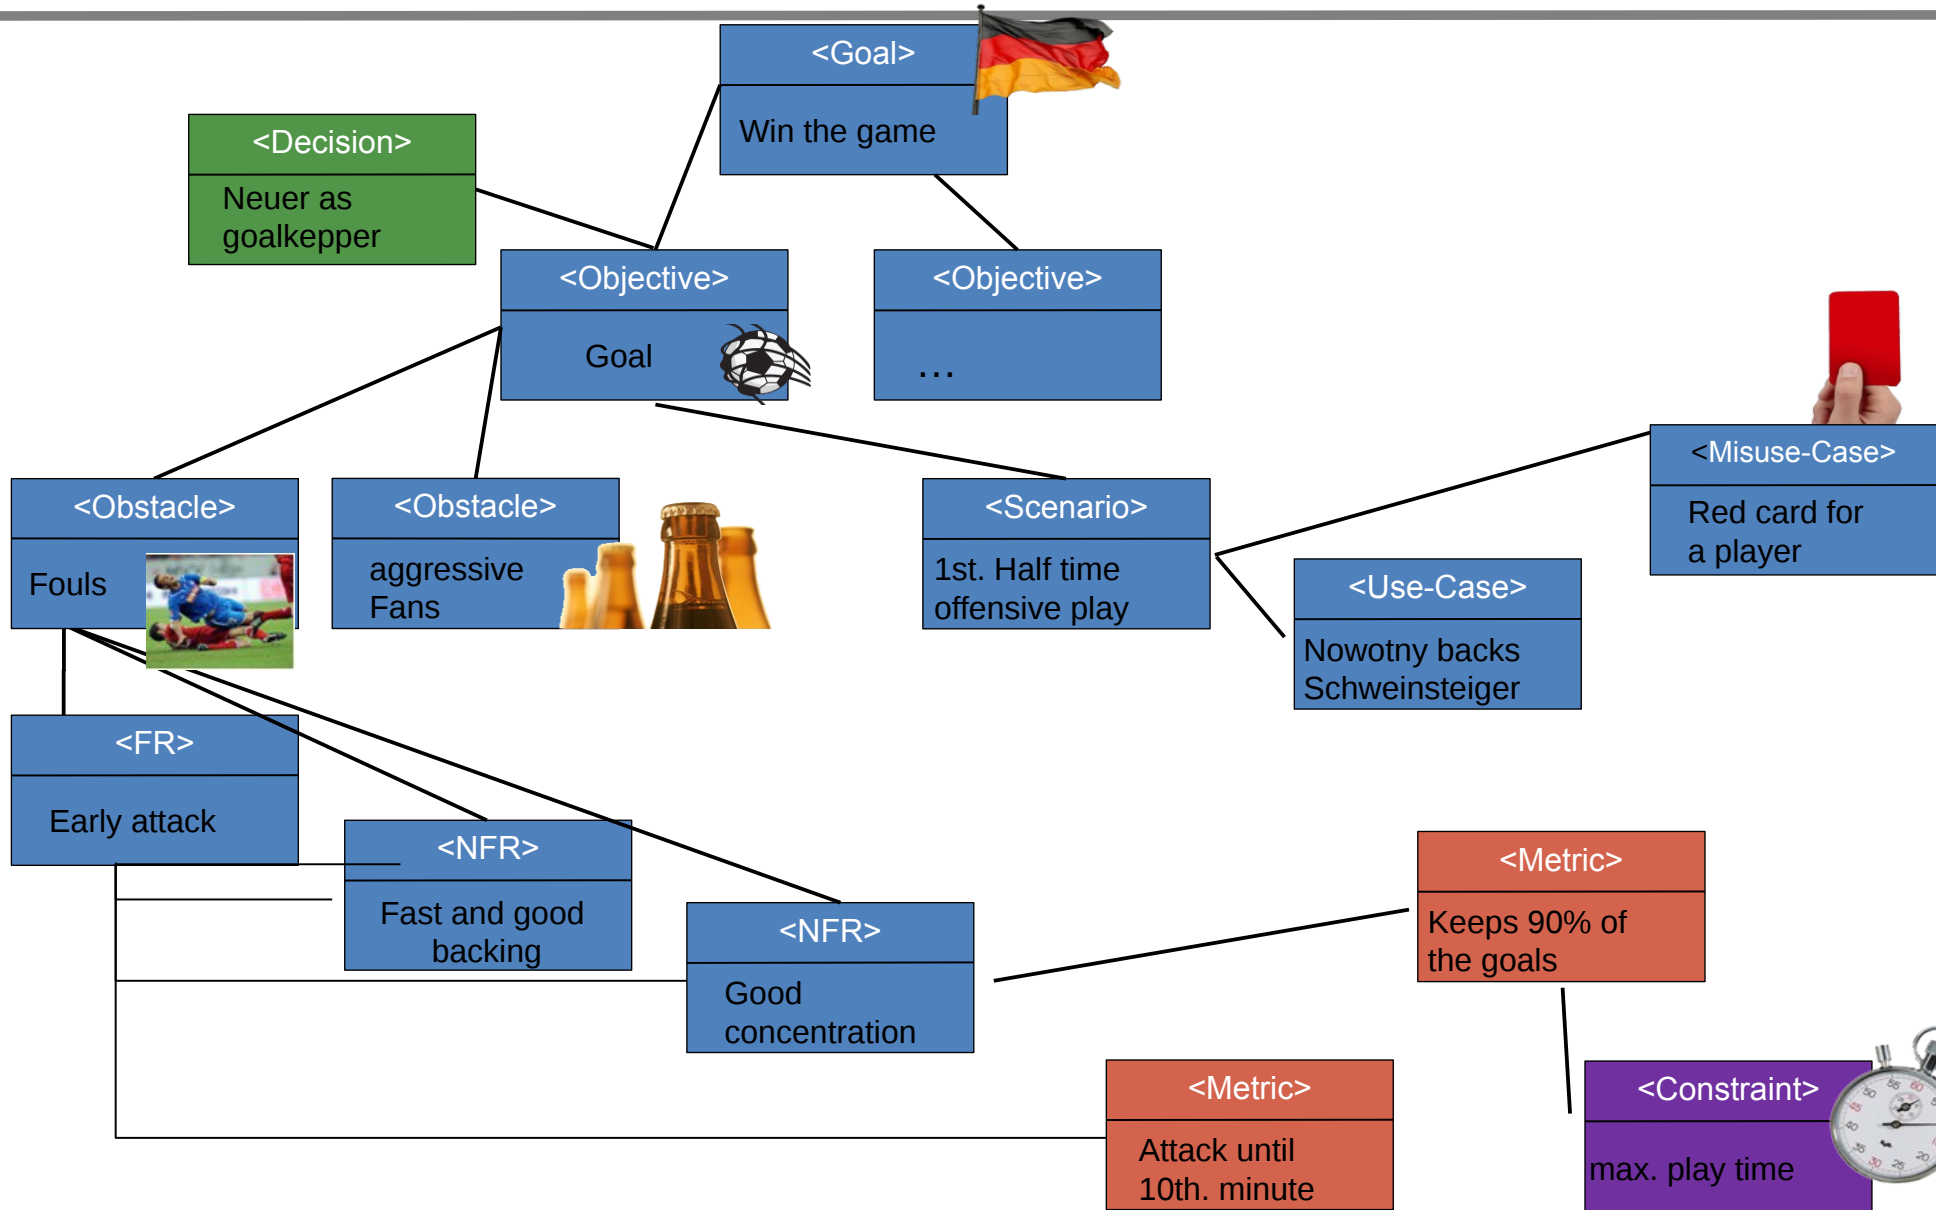 <Goal>
Win the game
<Decision>
Neuer as
goalkepper
<Objective>
Goal
<Objective>
...
<Misuse-Case>
Red card for
a player
<Obstacle>
Fouls
<Obstacle>
aggressive
Fans
<Scenario>
1st. Half time
offensive play
<Use-Case>
Nowotny backs
Schweinsteiger
<FR>
Early attack
<NFR>
Fast and good
backing
<NFR>
Good
concentration
<Metric>
Keeps 90% of
the goals
<Metric>
Attack until
10th. minute
<Constraint>
max. play time